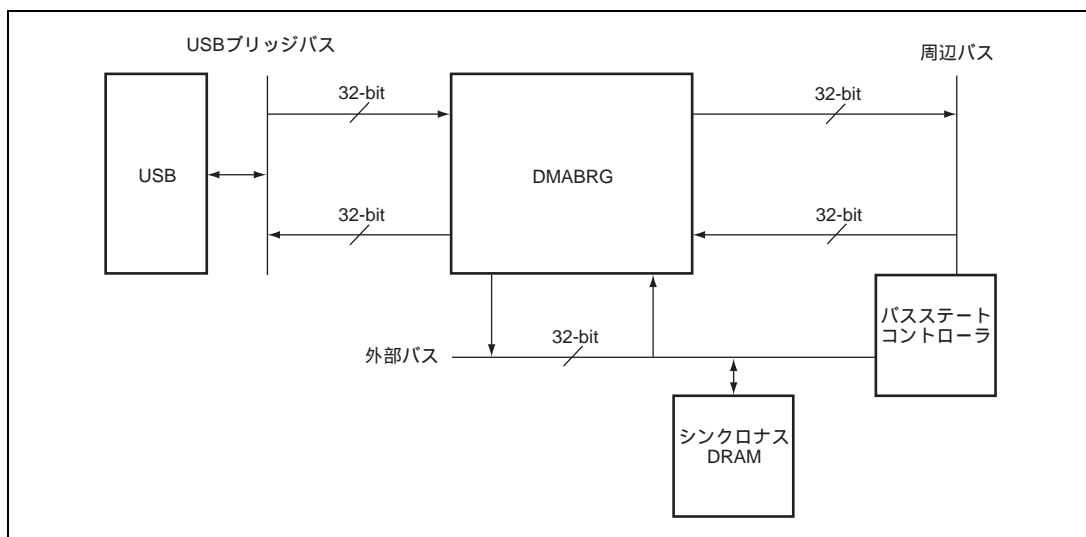 USBブリッジバス
周辺バス
32-bit
32-bit
USB
DMABRG
32-bit
32-bit
バスステート
コントローラ
外部バス
32-bit
シンクロナス
DRAM